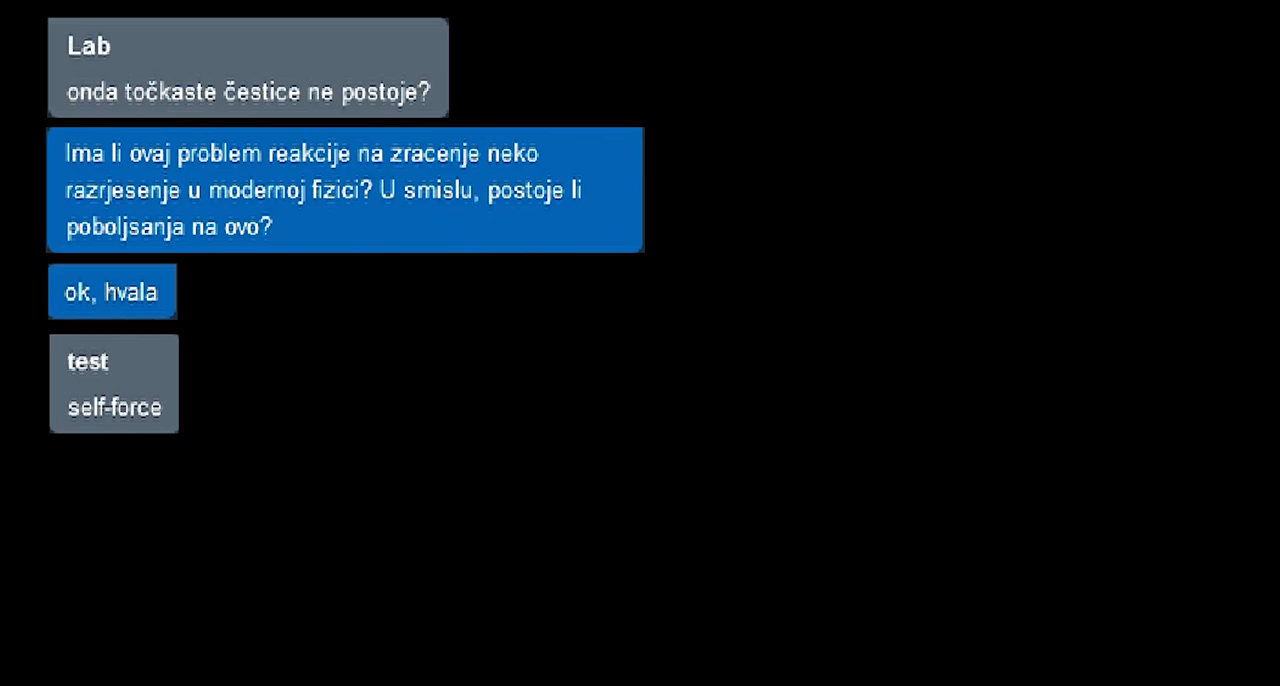 Lab
onda točkaste čestice ne postoje?
Ima li ovaj problem reakcije na zracenje neko
razrjesenje u modernoj fizici? U smislu, postoje li
poboljsanja na ovo?
ok, hvala
test
self-force